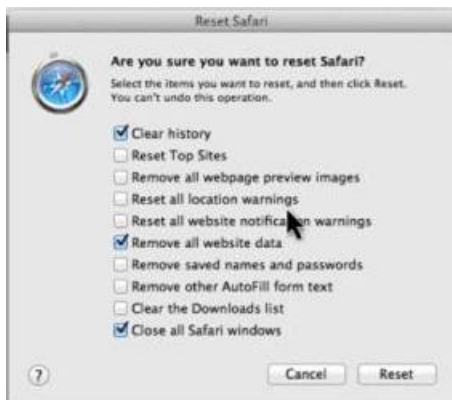 Reset Safari
Are you sure you want to reset Safari?
Select the items you want to reset, and then click Reset.
You can't undo this operation.
Clear history
Reset Top Sites
Remove all webpage preview images
Reset all location warnings
Reset all website notification warnings
Remove all website data
Remove saved names and passwords
Remove other AutoFill form text
Clear the Downloads list
Close all Safari windows
?
Cancel
Reset